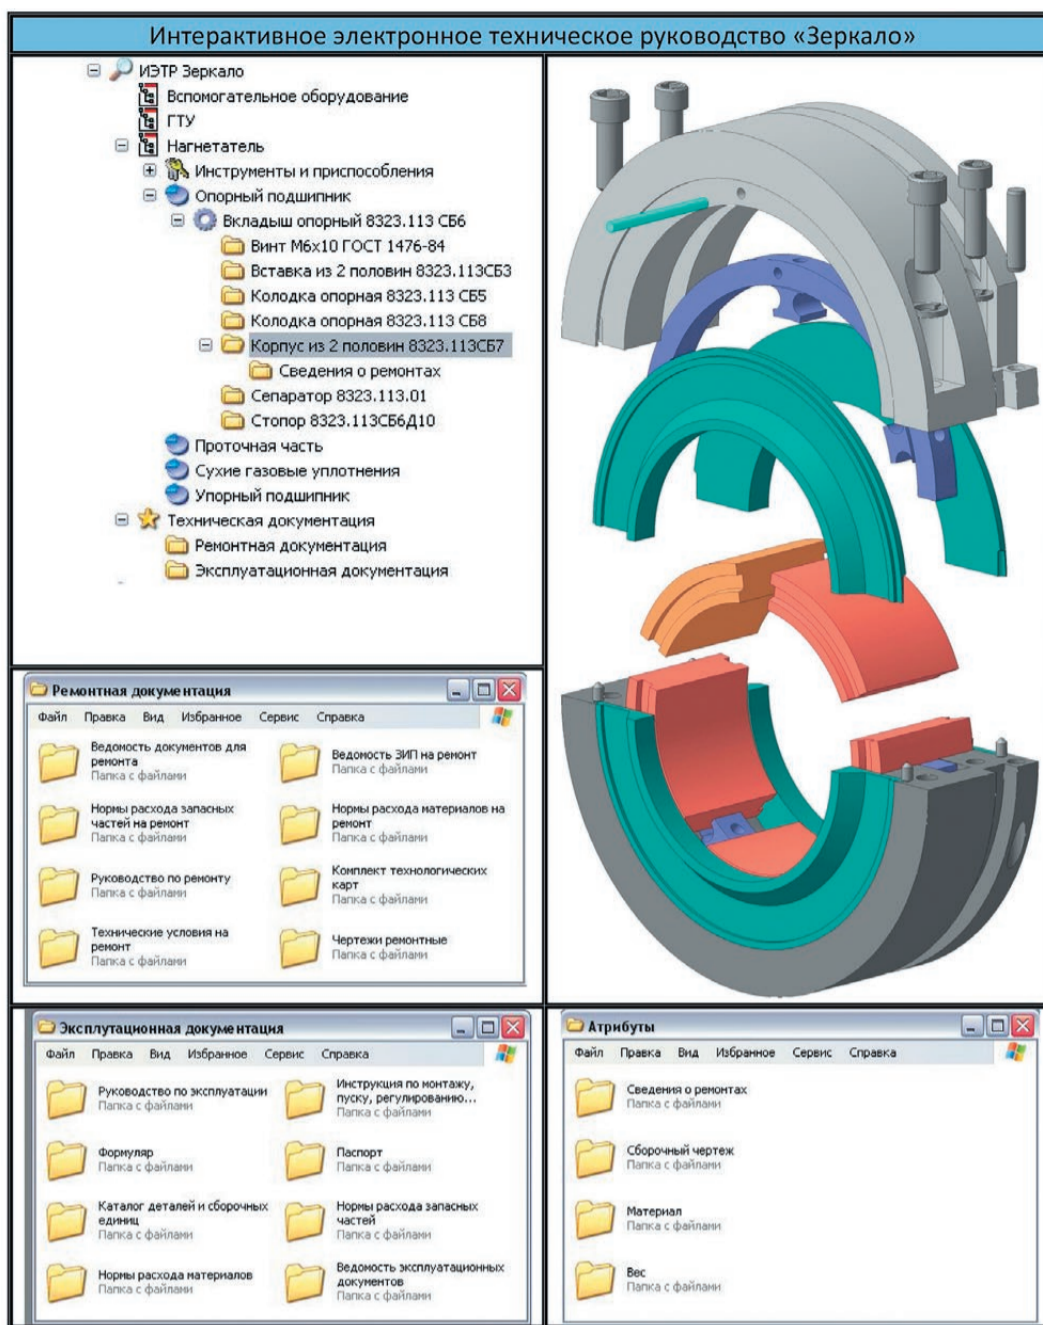 Интерактивное электронное техническое руководство «Зеркало»
ИЭТР Зеркало
Вспомогательное оборудование
ГТУ
Нагнетатель
Инструменты и приспособления
Опорный подшипник
Вкладыш опорный 8323.113 СБ6
Винт М6х10 ГОСТ 1476-84
Вставка из 2 половин 8323.113СБ3
Колодка опорная 8323.113 СБ5
Колодка опорная 8323.113 СБ8
Корпус из 2 половин 8323.113СБ7
Сведения о ремонтах
Сепаратор 8323.113.01
Стопор 8323.113СБ6Д10
Проточная часть
Сухие газовые уплотнения
Упорный подшипник
Техническая документация
Ремонтная документация
Эксплуатационная документация
Ремонтная документация
Файл Правка Вид Избранное Сервис Справка
Ведомость документов для
ремонта
Папка с файлами
Ведомость ЗИП на ремонт
Папка с файлами
Нормы расхода запасных
частей на ремонт
Папка с файлами
Нормы расхода материалов на
ремонт
Папка с файлами
Руководство по ремонту
Папка с файлами
Комплект технологических
карт
Папка с файлами
Технические условия на
ремонт
Папка с файлами
Чертежи ремонтные
Папка с файлами
Эксплутационная документация
Файл Правка Вид Избранное Сервис Справка
Руководство по эксплуатации
Папка с файлами
Инструкция по монтажу,
пуску, регулированию...
Папка с файлами
Формуляр
Папка с файлами
Паспорт
Папка с файлами
Каталог деталей и сборочных
единиц
Папка с файлами
Нормы расхода запасных
частей
Папка с файлами
Нормы расхода материалов
Папка с файлами
Ведомость эксплуатационных
документов
Папка с файлами
Атрибуты
Файл Правка Вид Избранное Сервис Справка
Сведения о ремонтах
Папка с файлами
Сборочный чертеж
Папка с файлами
Материал
Папка с файлами
Вес
Папка с файлами